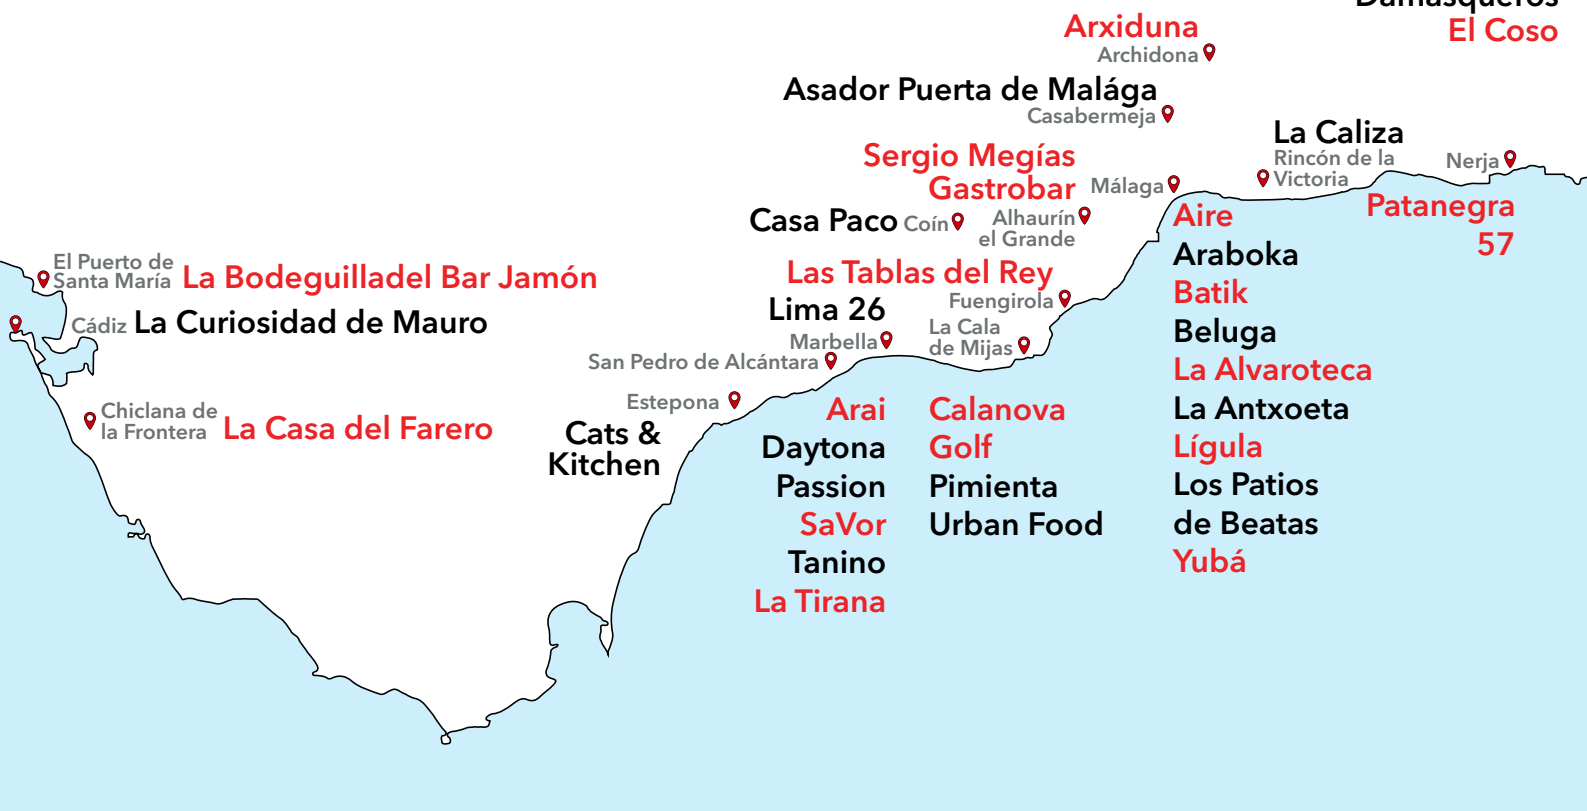 Damasqueros
El Coso
Arxiduna
Archidona
Asador Puerta de Malága
Casabermeja
La Caliza
Rincón de la
Victoria
Nerja
Patanegra
57
Sergio Megías
Gastrobar
Málaga
Casa Paco
Coín
Alhaurín
el Grande
Las Tablas del Rey
Fuengirola
Lima 26
Marbella
La Cala
de Mijas
San Pedro de Alcántara
Estepona
Cats &
Kitchen
El Puerto de
Santa María
La Bodeguilladel Bar Jamón
Cádiz
La Curiosidad de Mauro
Chiclana de
la Frontera
La Casa del Farero
Arai
Daytona
Passion
SaVor
Tanino
La Tirana
Calanova
Golf
Pimienta
Urban Food
Aire
Araboka
Batik
Beluga
La Alvaroteca
La Antxoeta
Lígula
Los Patios
de Beatas
Yubá